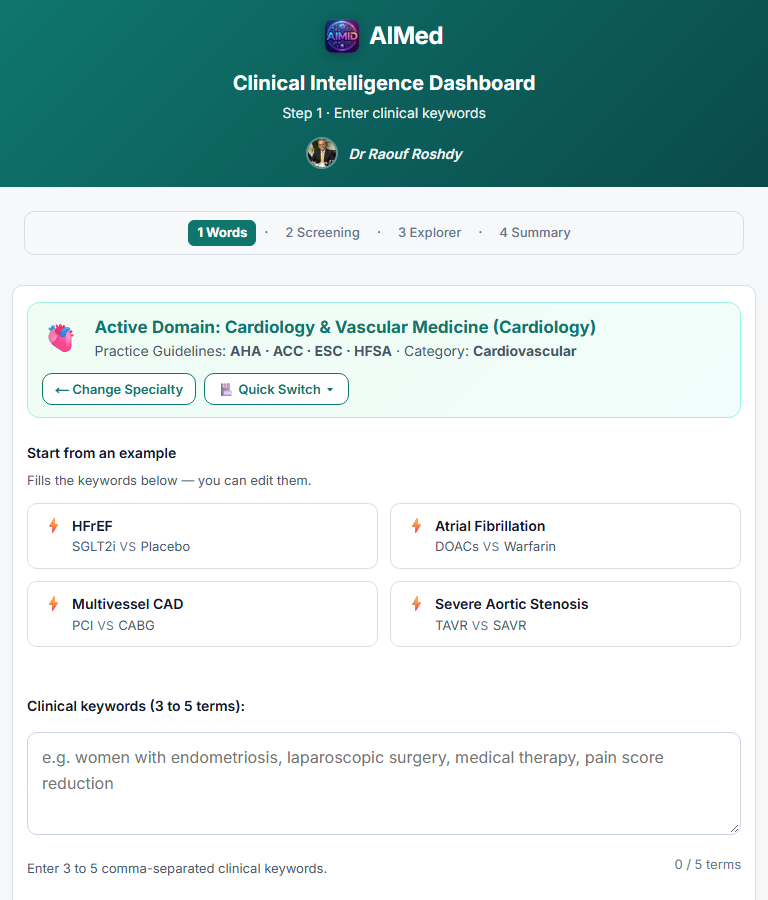 AIMID
AIMed
Clinical Intelligence Dashboard
Step 1 · Enter clinical keywords
Dr Raouf Roshdy
1 Words · 2 Screening · 3 Explorer · 4 Summary
Active Domain: Cardiology & Vascular Medicine (Cardiology)
Practice Guidelines: AHA · ACC · ESC · HFSA · Category: Cardiovascular
← Change Specialty
Quick Switch
Start from an example
Fills the keywords below — you can edit them.
HFrEF
SGLT2i VS Placebo
Atrial Fibrillation
DOACs VS Warfarin
Multivessel CAD
PCI VS CABG
Severe Aortic Stenosis
TAVR VS SAVR
Clinical keywords (3 to 5 terms):
e.g. women with endometriosis, laparoscopic surgery, medical therapy, pain score
reduction
Enter 3 to 5 comma-separated clinical keywords.
0 / 5 terms